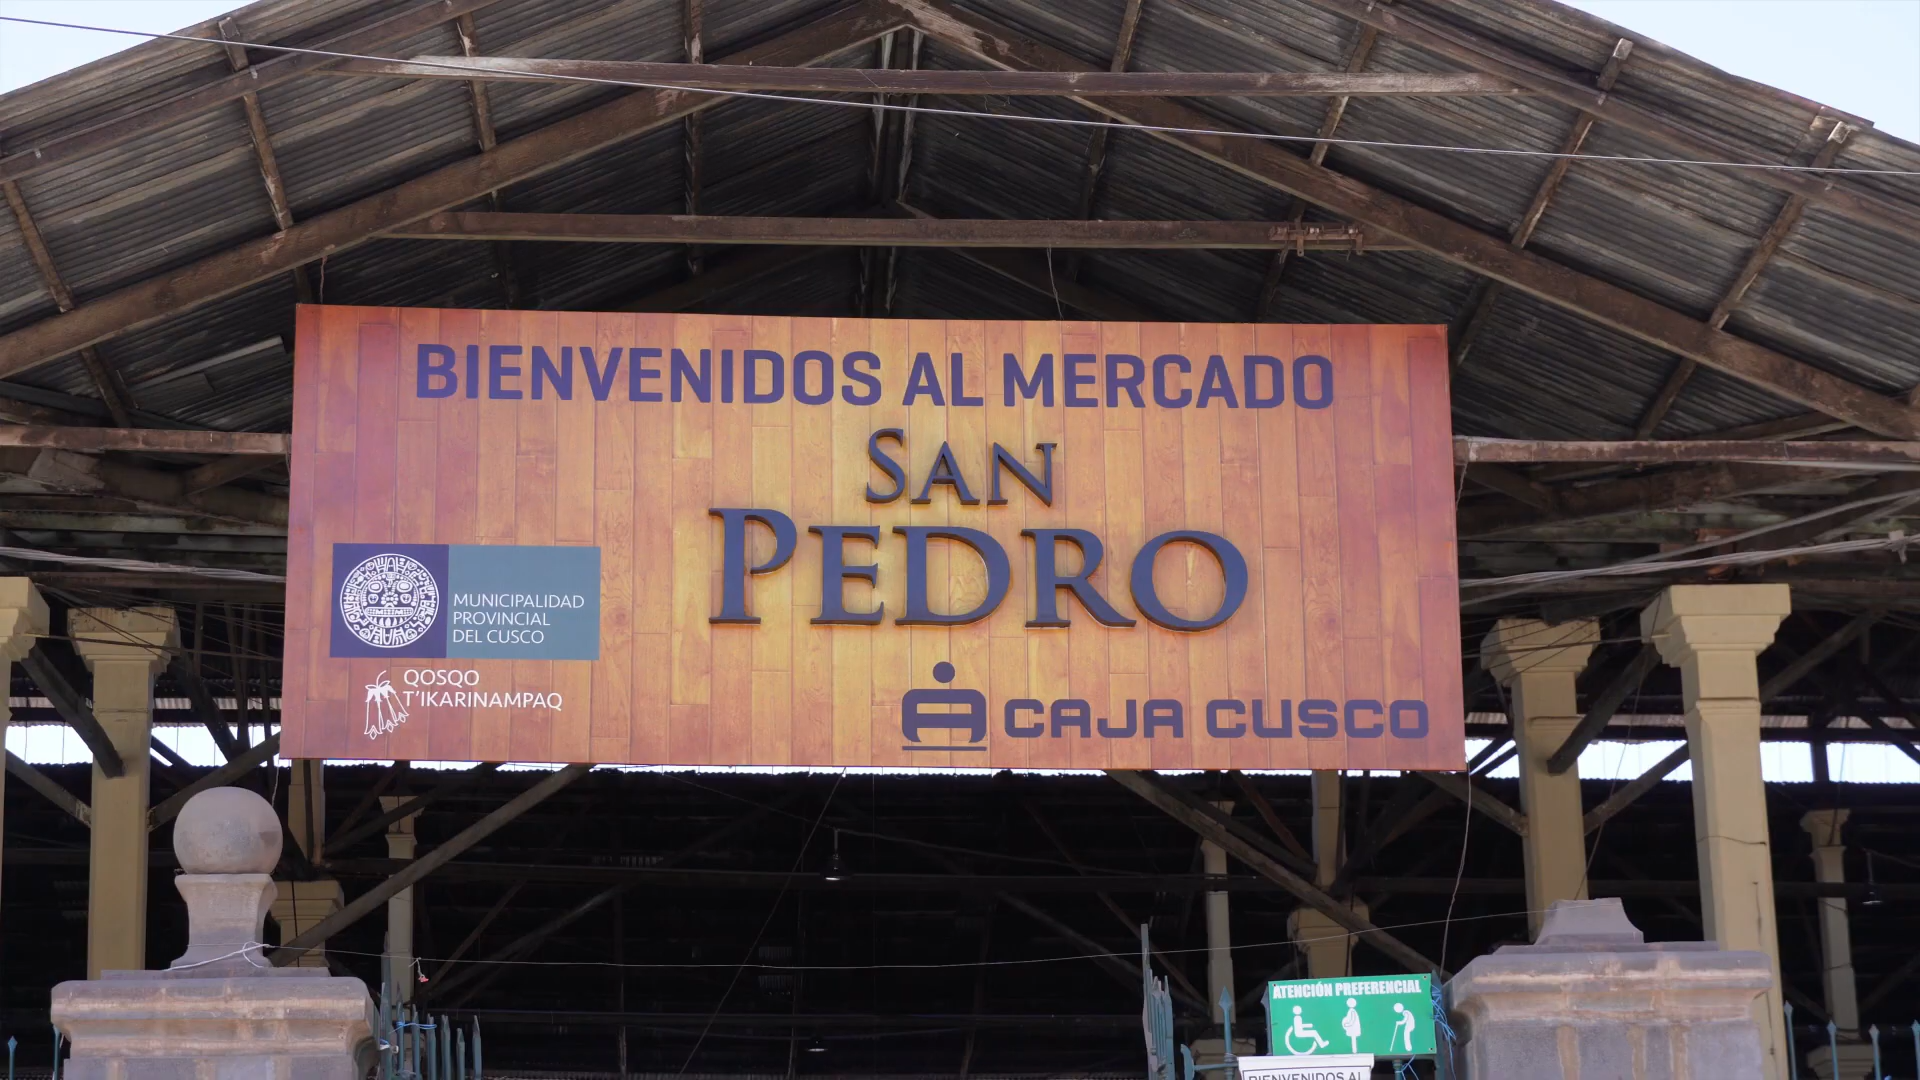 BIENVENIDOS AL MERCADO
SAN
PEDRO
MUNICIPALIDAD
PROVINCIAL
DEL CUSCO
QOSQO
T'IKARINAMPAQ
CAJA CUSCO
ATENCIÓN PREFERENCIAL
BIENVENIDOS AL